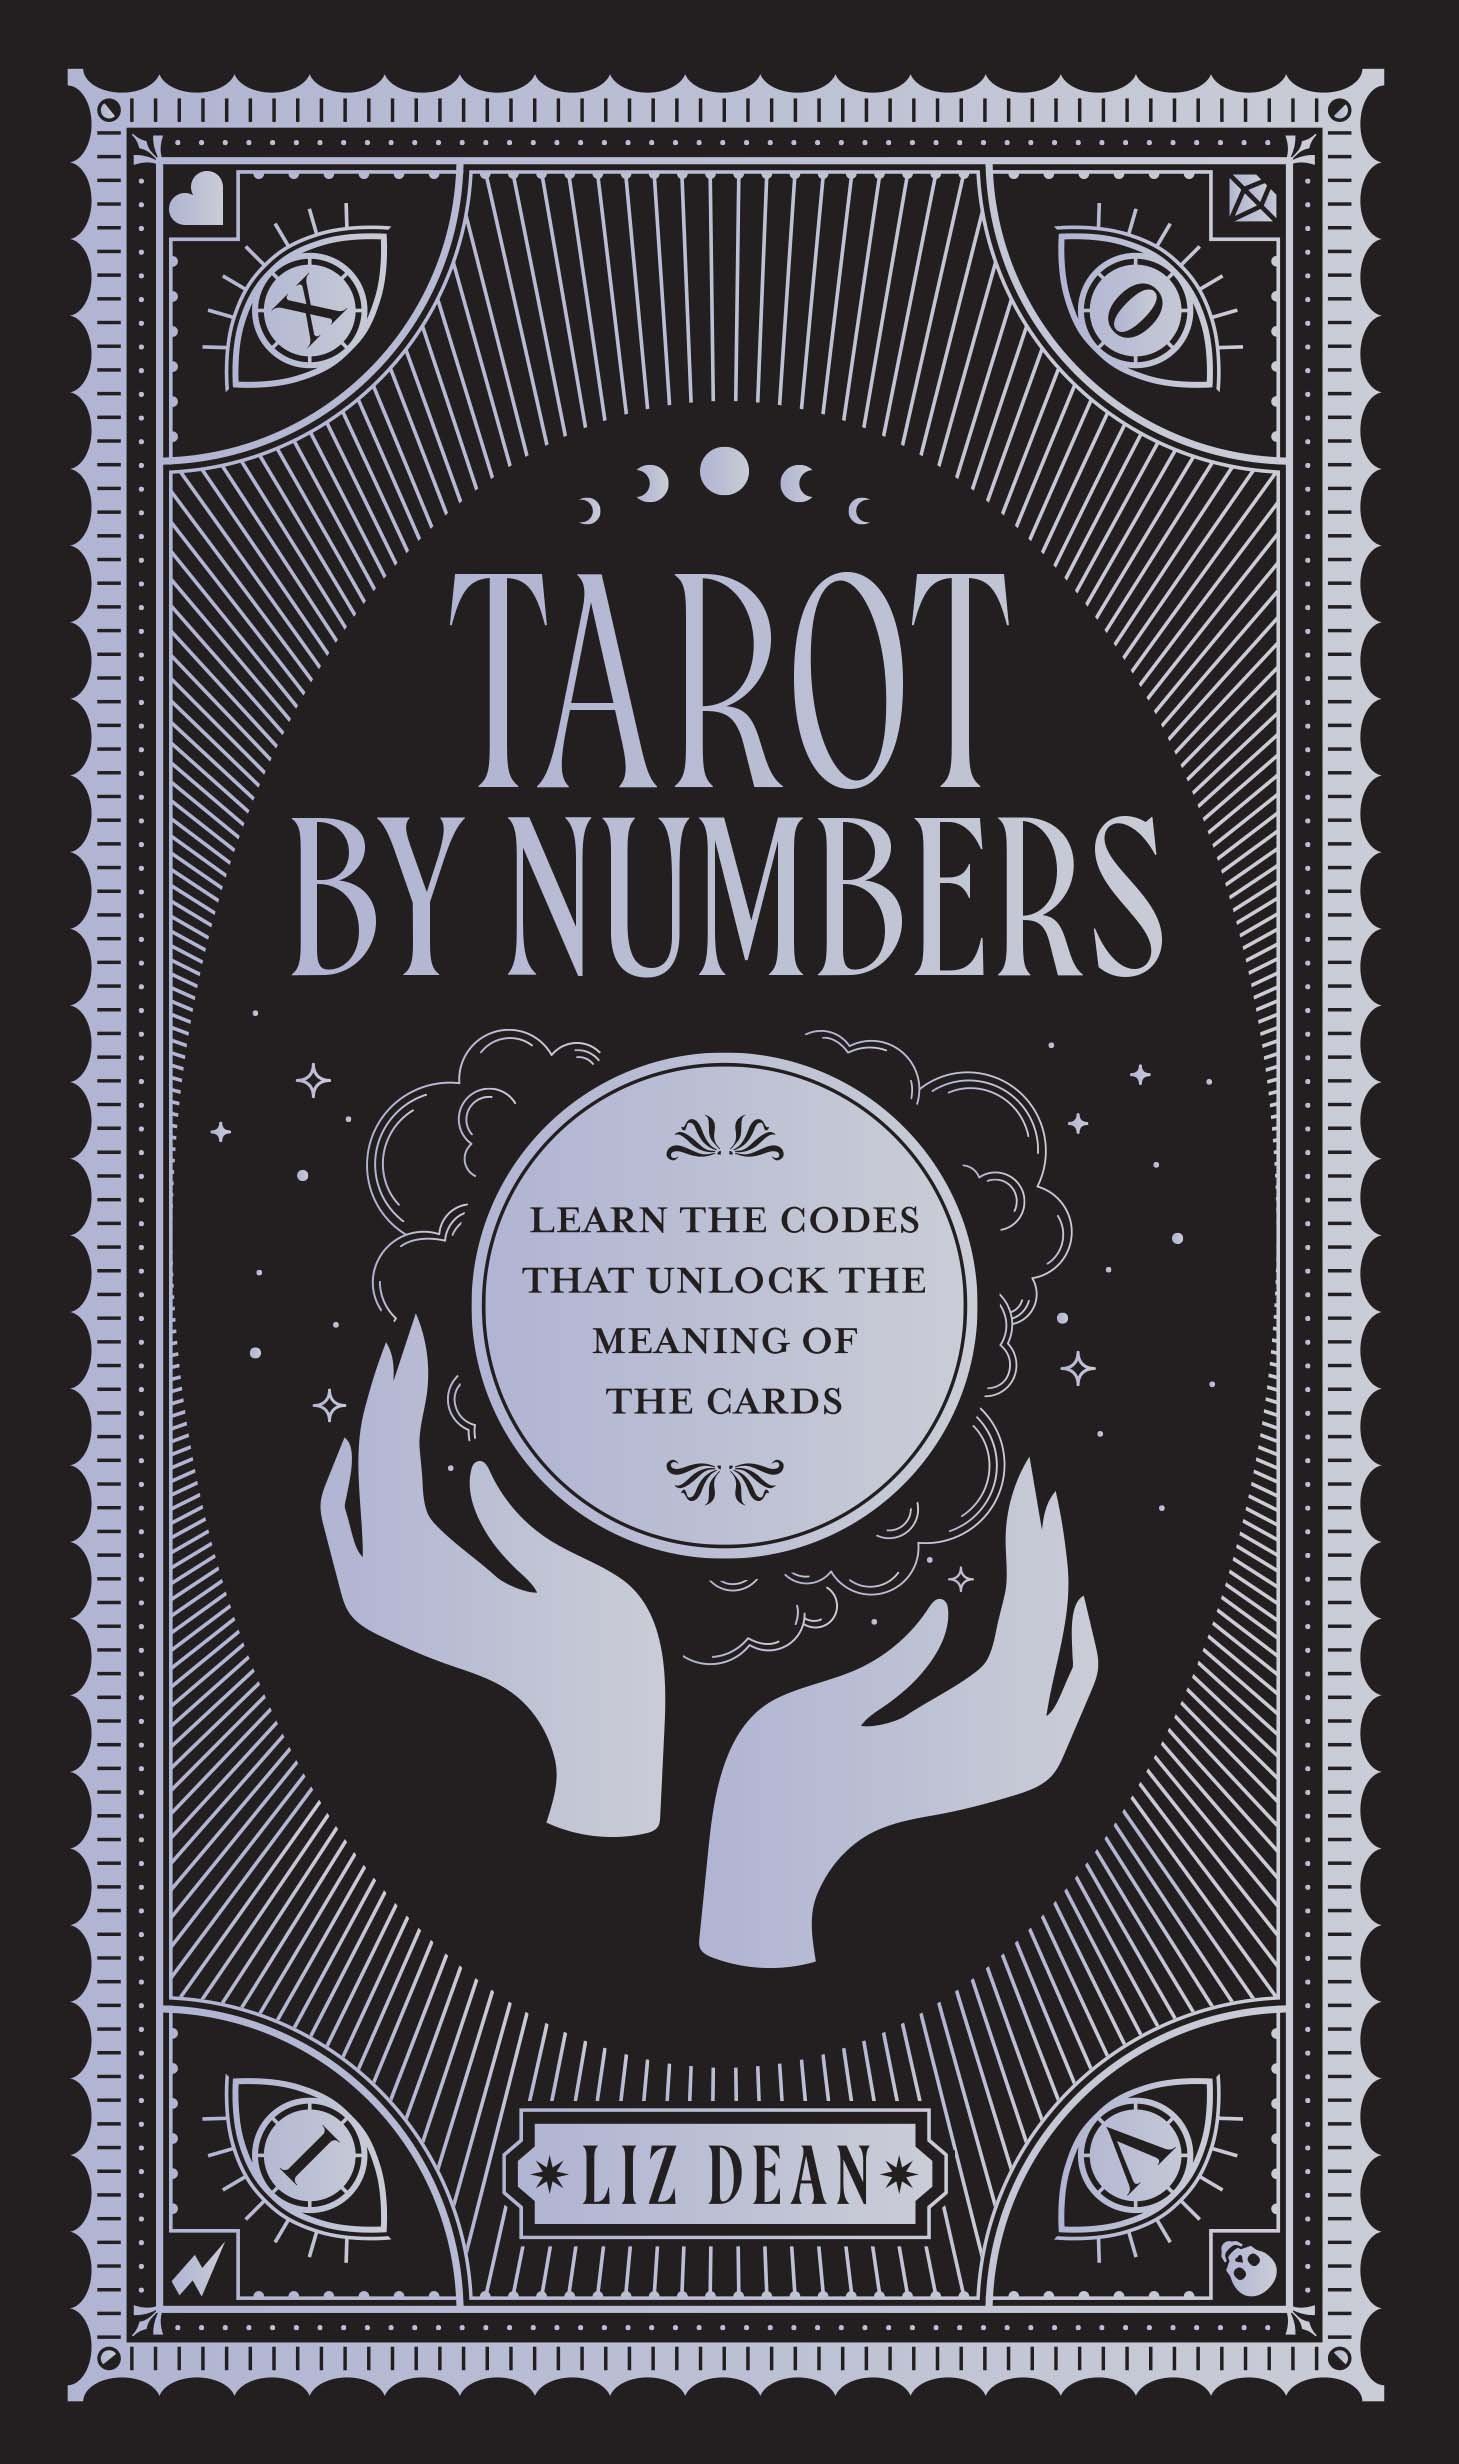 X
O
TAROT
BY NUMBERS
LEARN THE CODES
THAT UNLOCK THE
MEANING OF
THE CARDS
I
V
LIZ DEAN